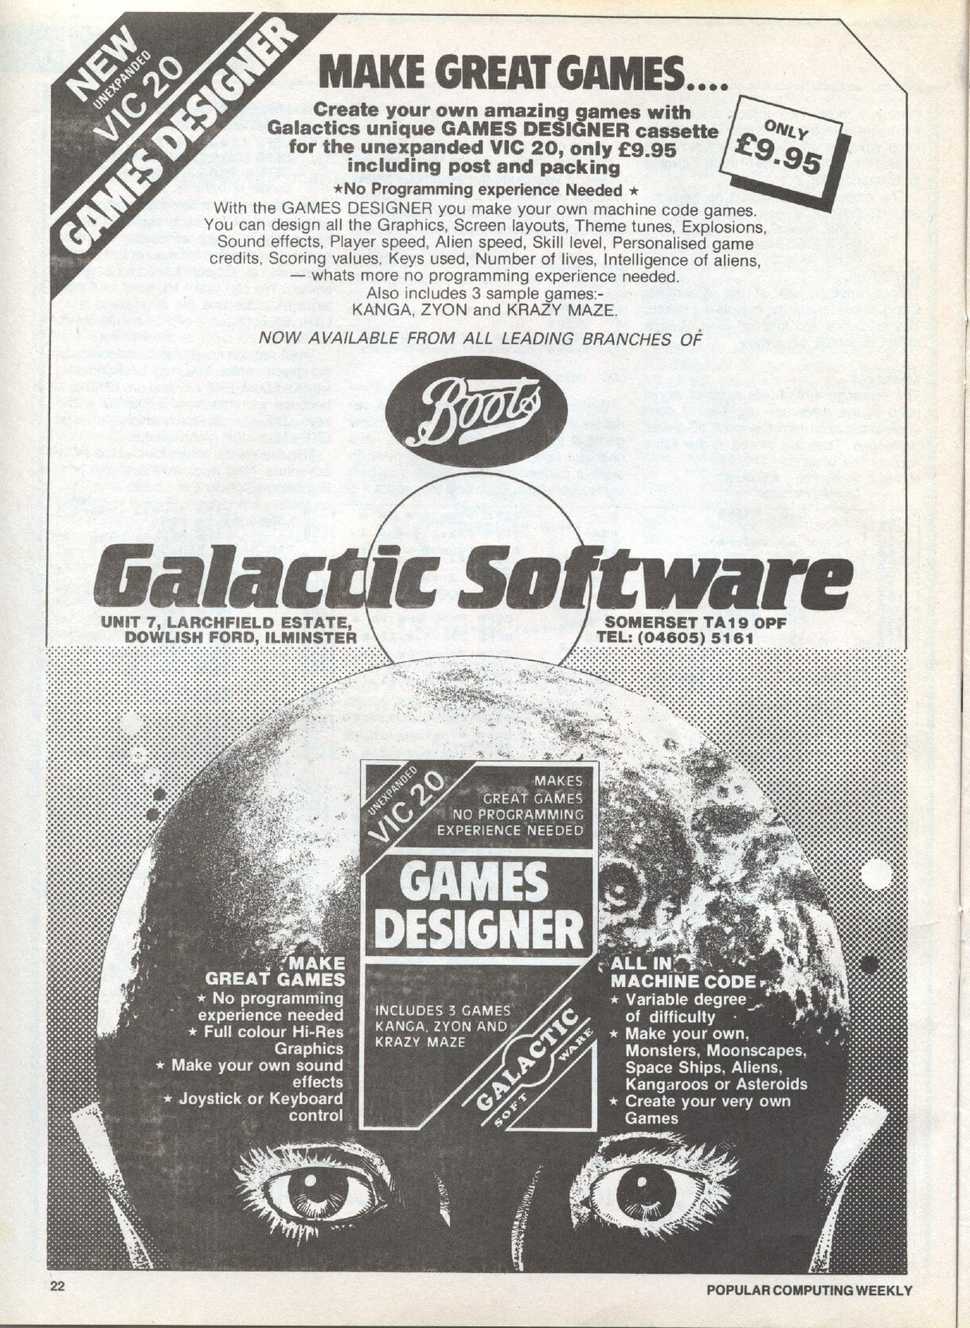 NEW
UNEXPANDED
VIC 20
GAMES DESIGNER
MAKE GREAT GAMES....
Create your own amazing games with
Galactics unique GAMES DESIGNER cassette
for the unexpanded VIC 20, only £9.95
including post and packing
ONLY
£9.95
★No Programming experience Needed ★
With the GAMES DESIGNER you make your own machine code games.
You can design all the Graphics, Screen layouts, Theme tunes, Explosions,
Sound effects, Player speed, Alien speed, Skill level, Personalised game
credits, Scoring values, Keys used, Number of lives, Intelligence of aliens,
— whats more no programming experience needed.
Also includes 3 sample games:-
KANGA, ZYON and KRAZY MAZE.
NOW AVAILABLE FROM ALL LEADING BRANCHES OF
Boots
Galactic Software
UNIT 7, LARCHFIELD ESTATE,
DOWLISH FORD, ILMINSTER
SOMERSET TA19 0PF
TEL: (04605) 5161
UNEXPANDED
VIC 20
MAKES
GREAT GAMES
NO PROGRAMMING
EXPERIENCE NEEDED
GAMES
DESIGNER
INCLUDES 3 GAMES
KANGA, ZYON AND
KRAZY MAZE
GALACTIC
SOFT WARE
MAKE
GREAT GAMES
★ No programming
experience needed
★ Full colour Hi-Res
Graphics
★ Make your own sound
effects
★ Joystick or Keyboard
control
ALL IN
MACHINE CODE
★ Variable degree
of difficulty
★ Make your own,
Monsters, Moonscapes,
Space Ships, Aliens,
Kangaroos or Asteroids
★ Create your very own
Games
22
POPULAR COMPUTING WEEKLY